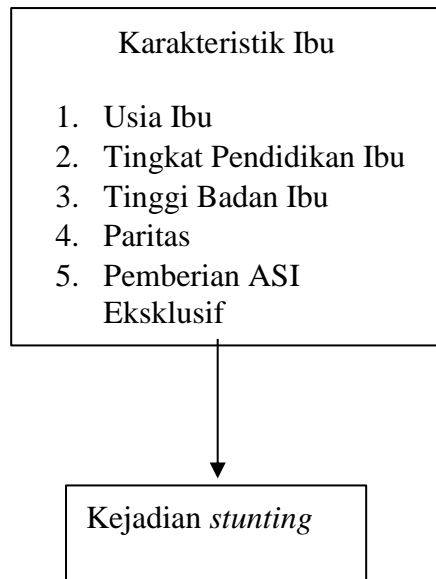 Karakteristik Ibu
1. Usia Ibu
2. Tingkat Pendidikan Ibu
3. Tinggi Badan Ibu
4. Paritas
5. Pemberian ASI
Eksklusif
Kejadian stunting